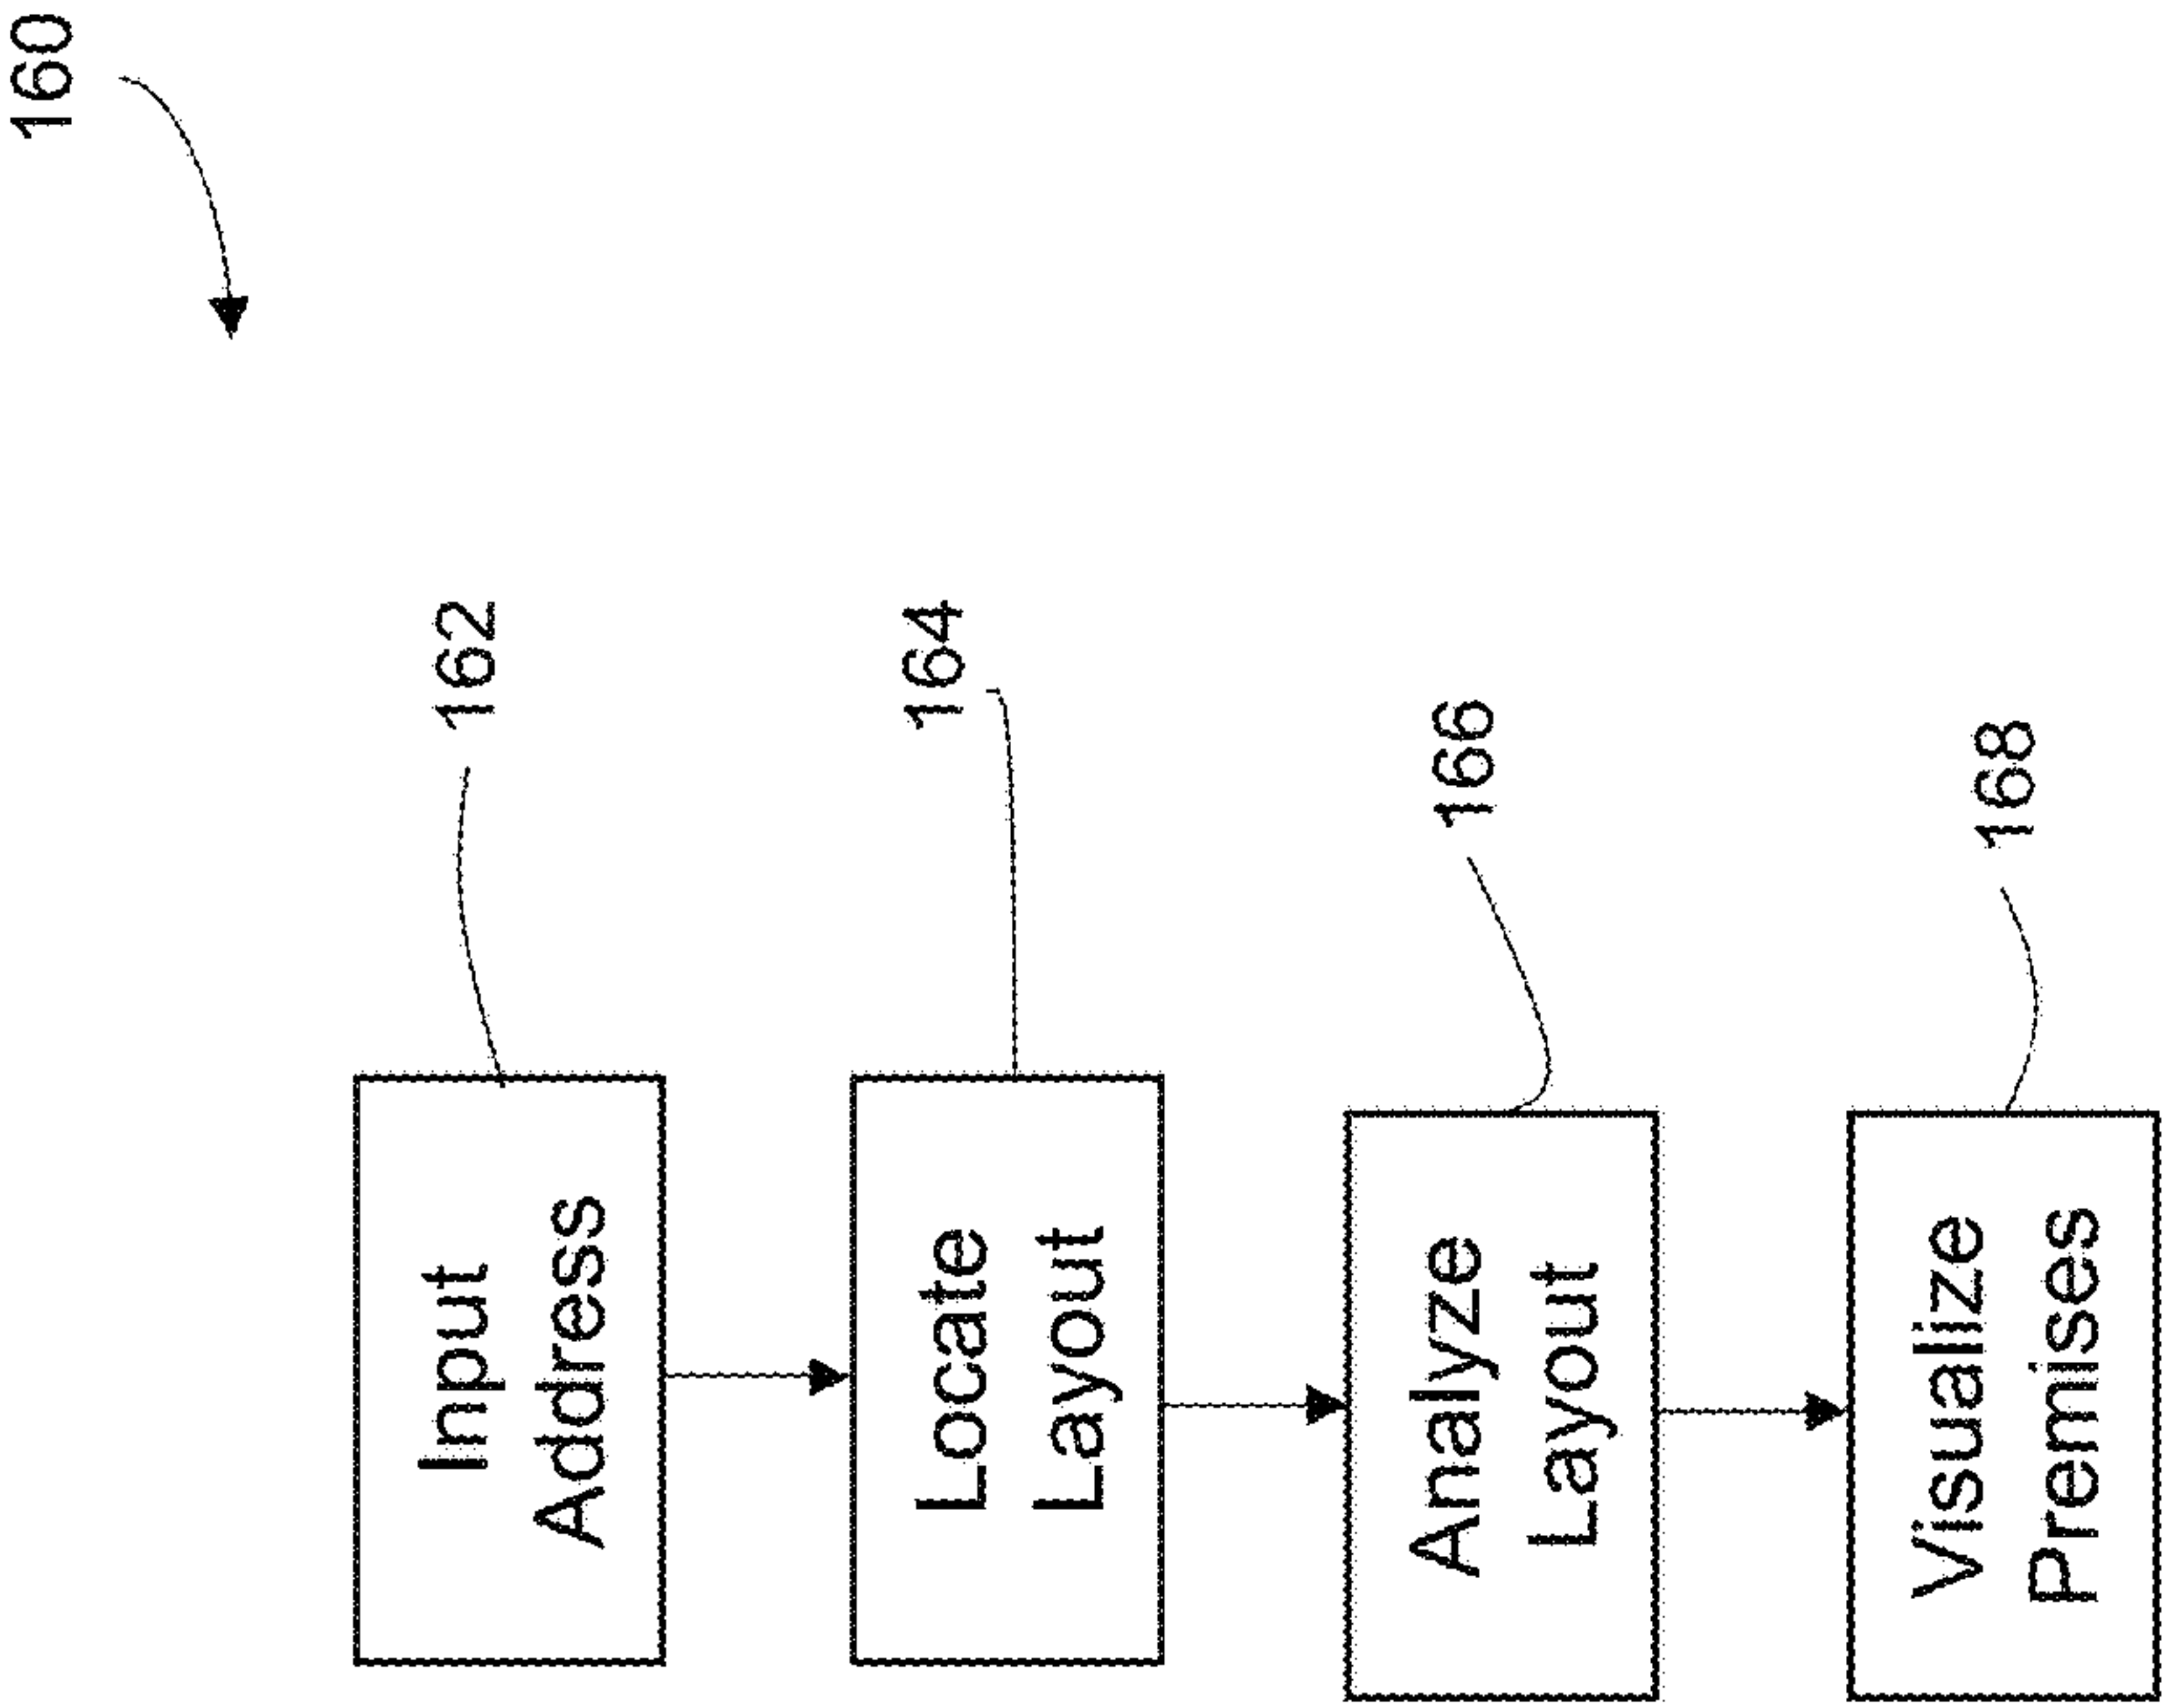 160
Input
Address
162
Locate
Layout
164
Analyze
Layout
166
Visualize
Premises
168